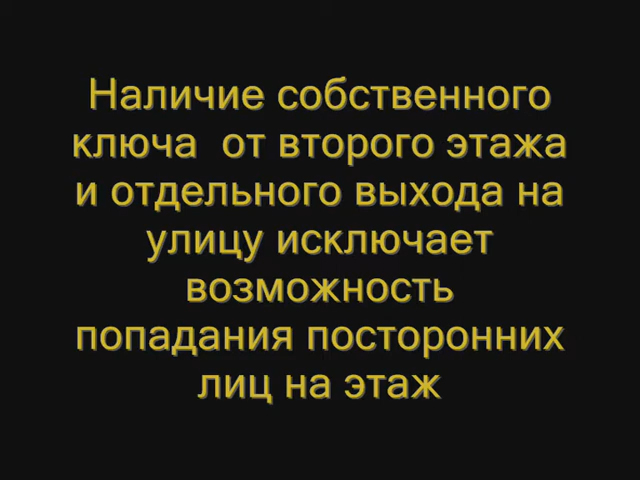 Наличие собственного
ключа  от второго этажа
и отдельного выхода на
улицу исключает
возможность
попадания посторонних
лиц на этаж